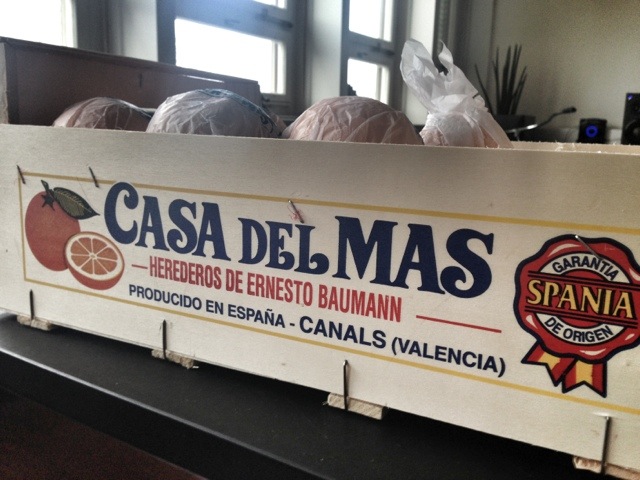 CASA DEL MAS
HEREDEROS DE ERNESTO BAUMANN
PRODUCIDO EN ESPAÑA - CANALS (VALENCIA)
GARANTIA
SPANIA
DE ORIGEN